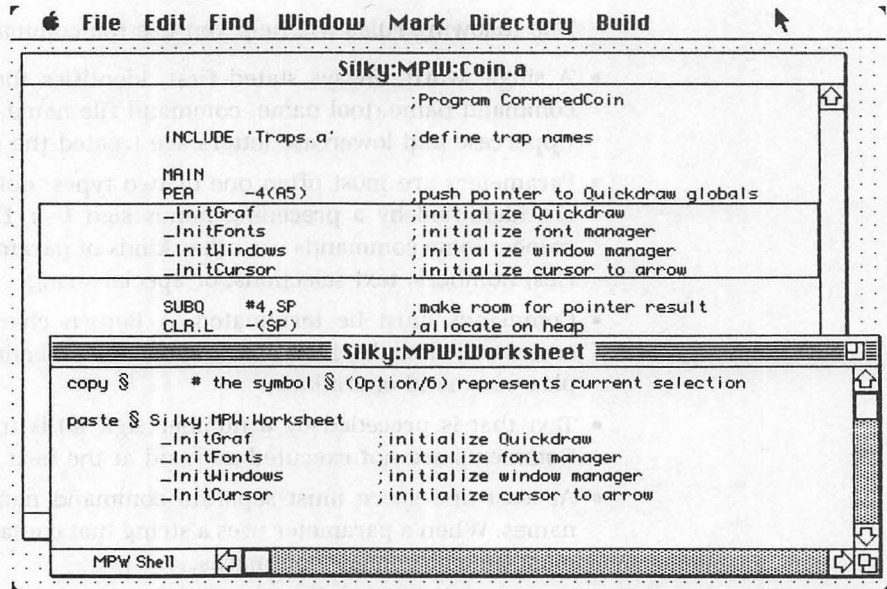 File Edit Find Window Mark Directory Build
Silky:MPW:Coin.a
;Program CorneredCoin
INCLUDE 'Traps.a' ;define trap names
MAIN
PEA -4(A5) ;push pointer to Quickdraw globals
_InitGraf ;initialize Quickdraw
_InitFonts ;initialize font manager
_InitWindows ;initialize window manager
_InitCursor ;initialize cursor to arrow
SUBQ #4,SP ;make room for pointer result
CLR.L -(SP) ;allocate on heap
Silky:MPW:Worksheet
copy § # the symbol § (Option/6) represents current selection
paste § Silky:MPW:Worksheet
_InitGraf ;initialize Quickdraw
_InitFonts ;initialize font manager
_InitWindows ;initialize window manager
_InitCursor ;initialize cursor to arrow
MPW Shell